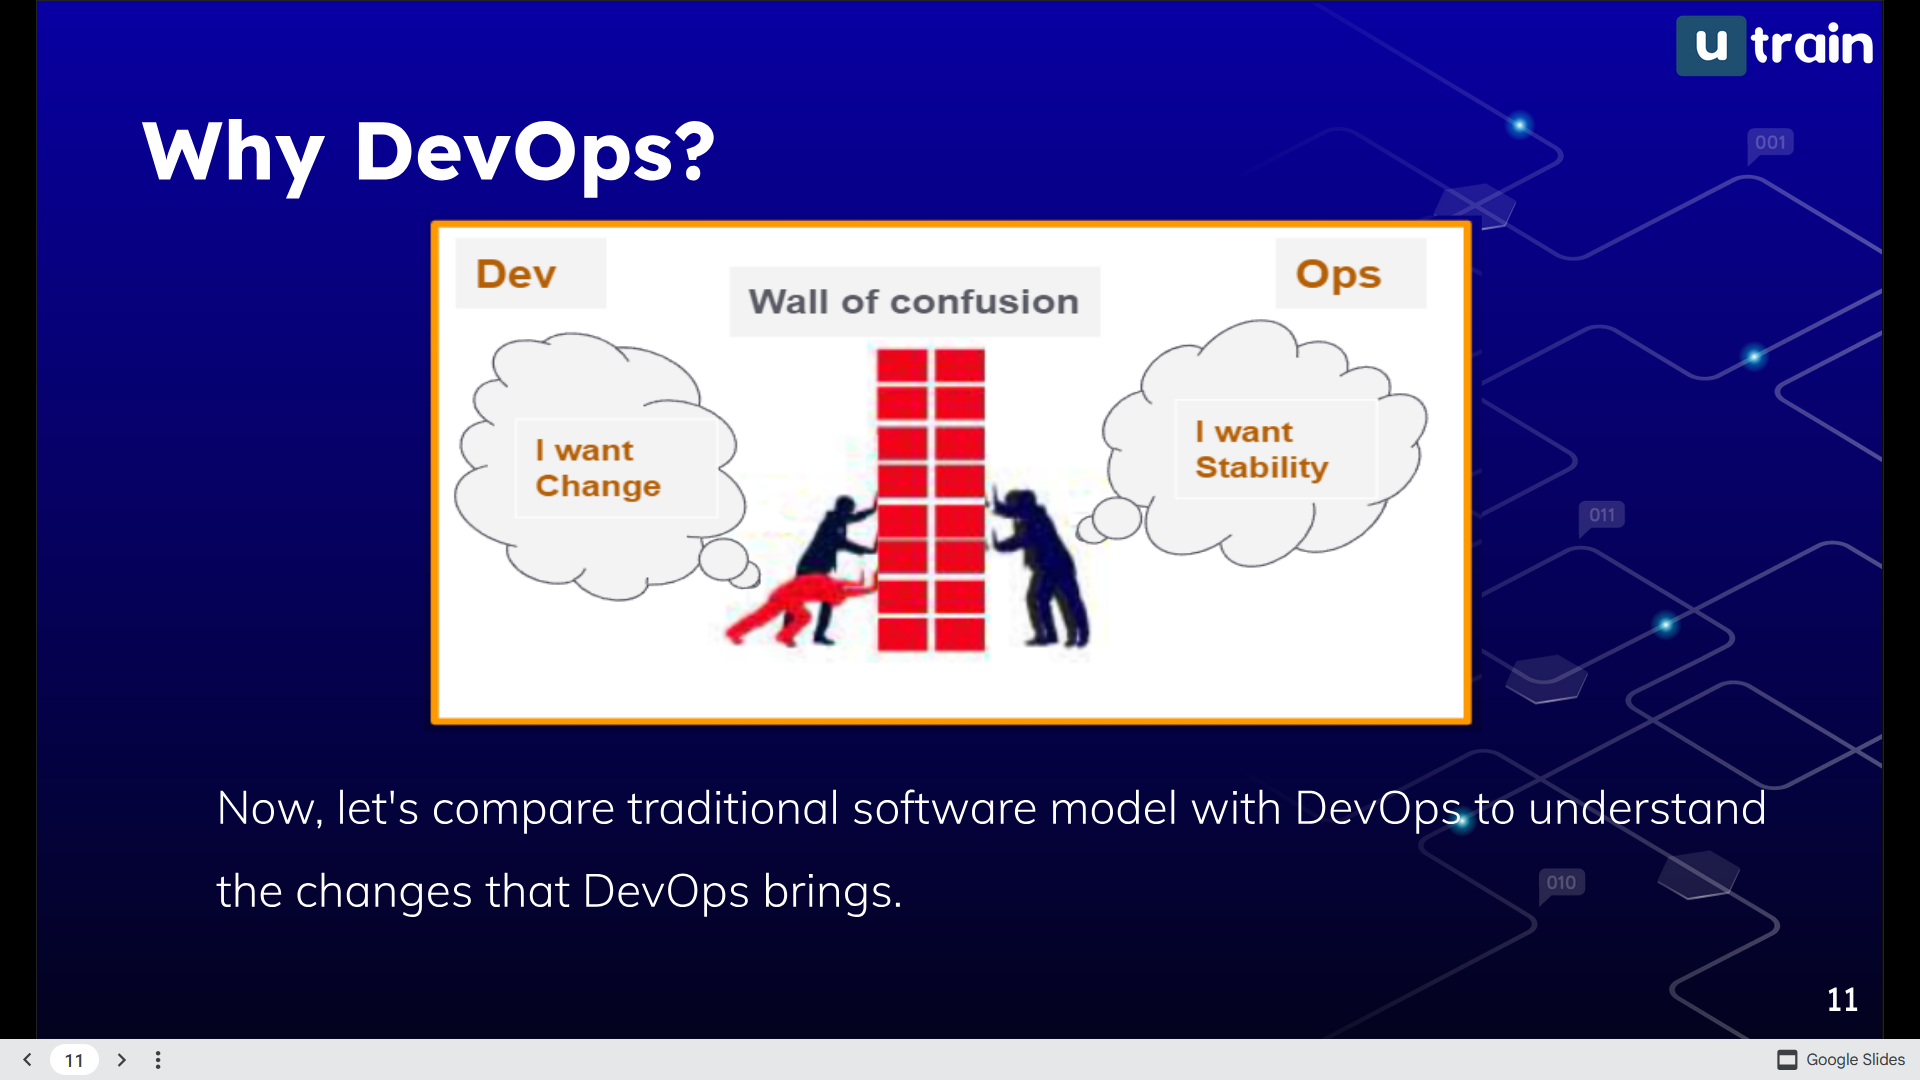 u train
001
Why DevOps?
Dev
Ops
Wall of confusion
I want
Change
I want
Stability
011
Now, let's compare traditional software model with DevOps to understand
the changes that DevOps brings.
010
11
11
Google Slides